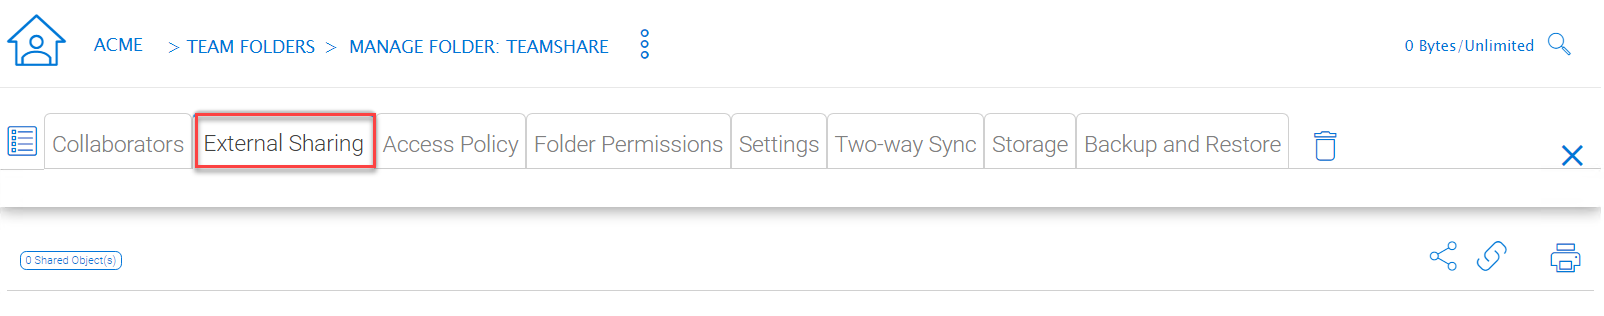 ACME > TEAM FOLDERS > MANAGE FOLDER: TEAMSHARE 0 Bytes/Unlimited
Collaborators External Sharing Access Policy Folder Permissions Settings Two-way Sync Storage Backup and Restore
0 Shared Object(s)